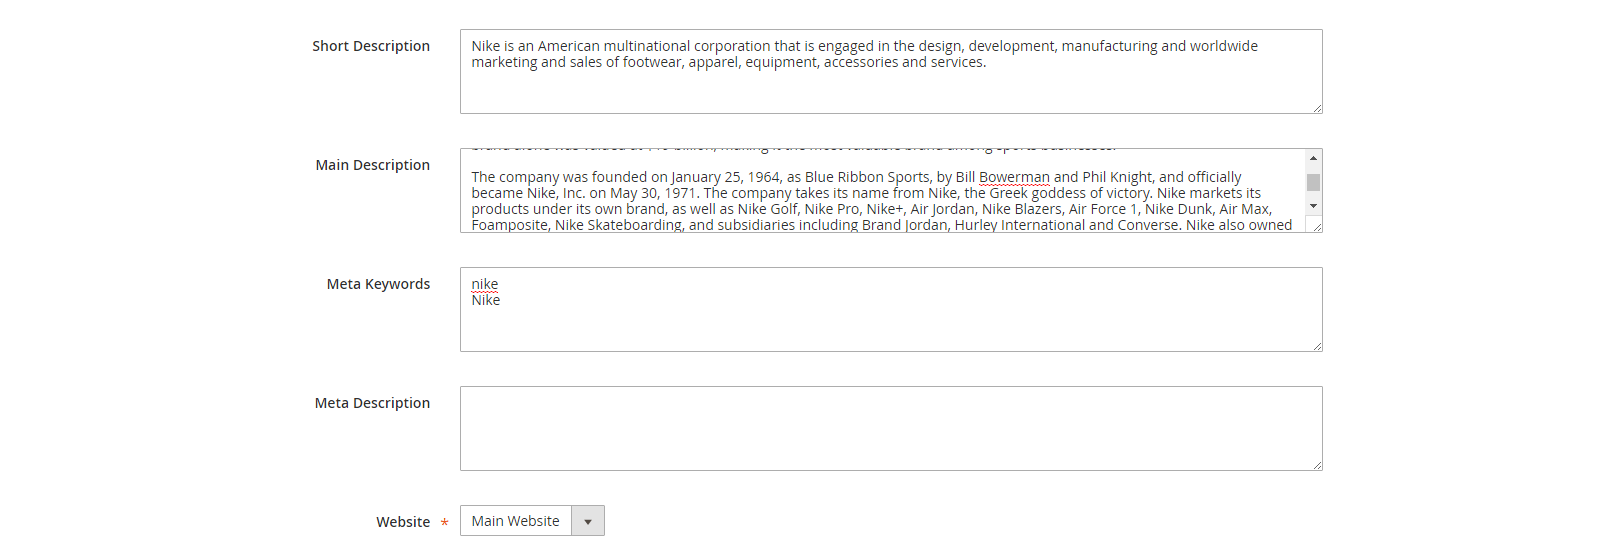 Short Description
Nike is an American multinational corporation that is engaged in the design, development, manufacturing and worldwide
marketing and sales of footwear, apparel, equipment, accessories and services.
Main Description
The company was founded on January 25, 1964, as Blue Ribbon Sports, by Bill Bowerman and Phil Knight, and officially
became Nike, Inc. on May 30, 1971. The company takes its name from Nike, the Greek goddess of victory. Nike markets its
products under its own brand, as well as Nike Golf, Nike Pro, Nike+, Air Jordan, Nike Blazers, Air Force 1, Nike Dunk, Air Max,
Foamposite, Nike Skateboarding, and subsidiaries including Brand Jordan, Hurley International and Converse. Nike also owned
Meta Keywords
nike
Nike
Meta Description
Website *
Main Website